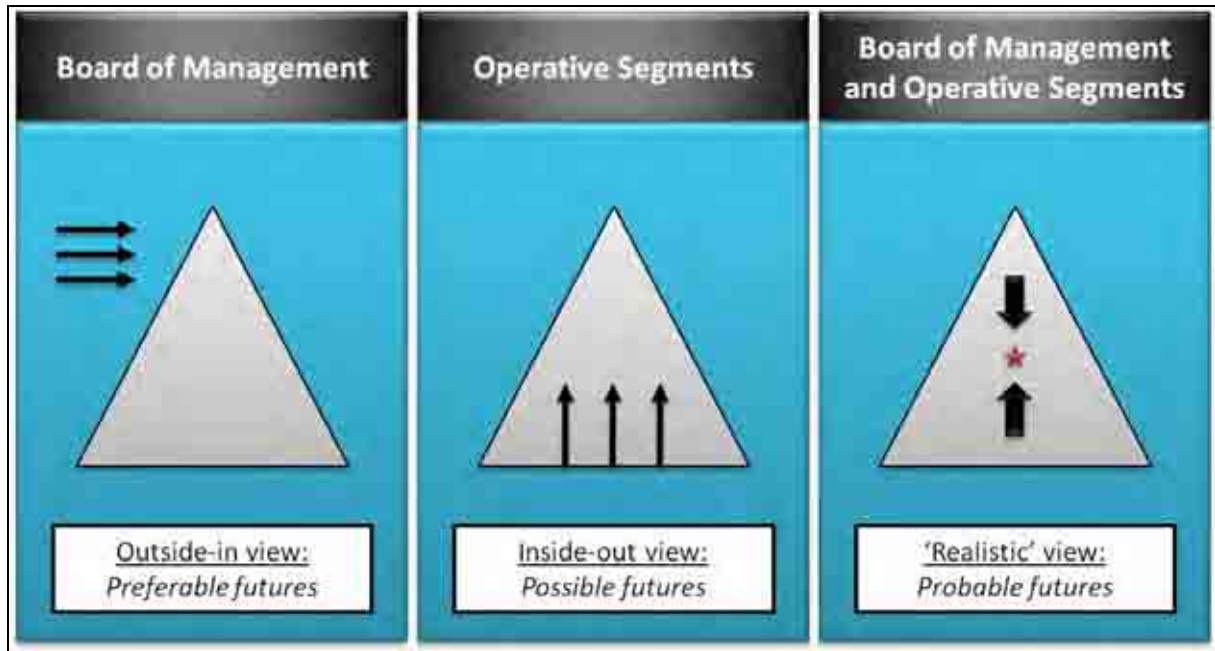 Board of Management
Operative Segments
Board of Management
and Operative Segments
Outside-in view:
Preferable futures
Inside-out view:
Possible futures
‘Realistic’ view:
Probable futures